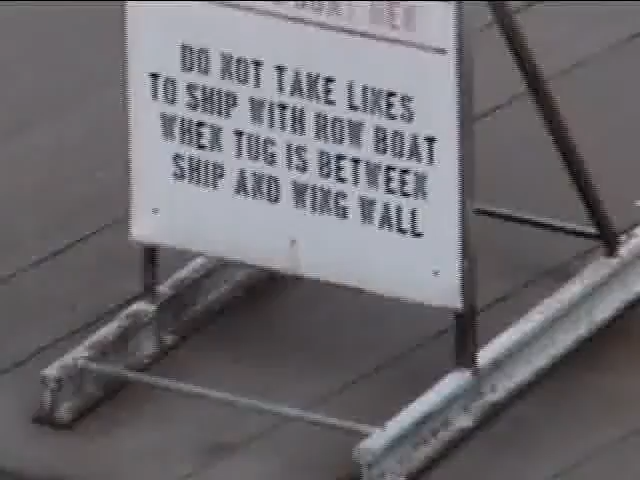 DO NOT TAKE LINES
TO SHIP WITH ROW BOAT
WHEN TUG IS BETWEEN
SHIP AND WING WALL